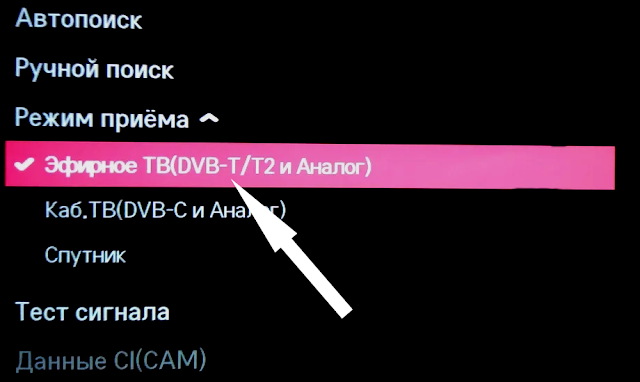 Автопоиск
Ручной поиск
Режим приёма
Эфирное ТВ(DVB-T/T2 и Аналог)
Каб.ТВ(DVB-C и Аналог)
Спутник
Тест сигнала
Данные CI(CAM)